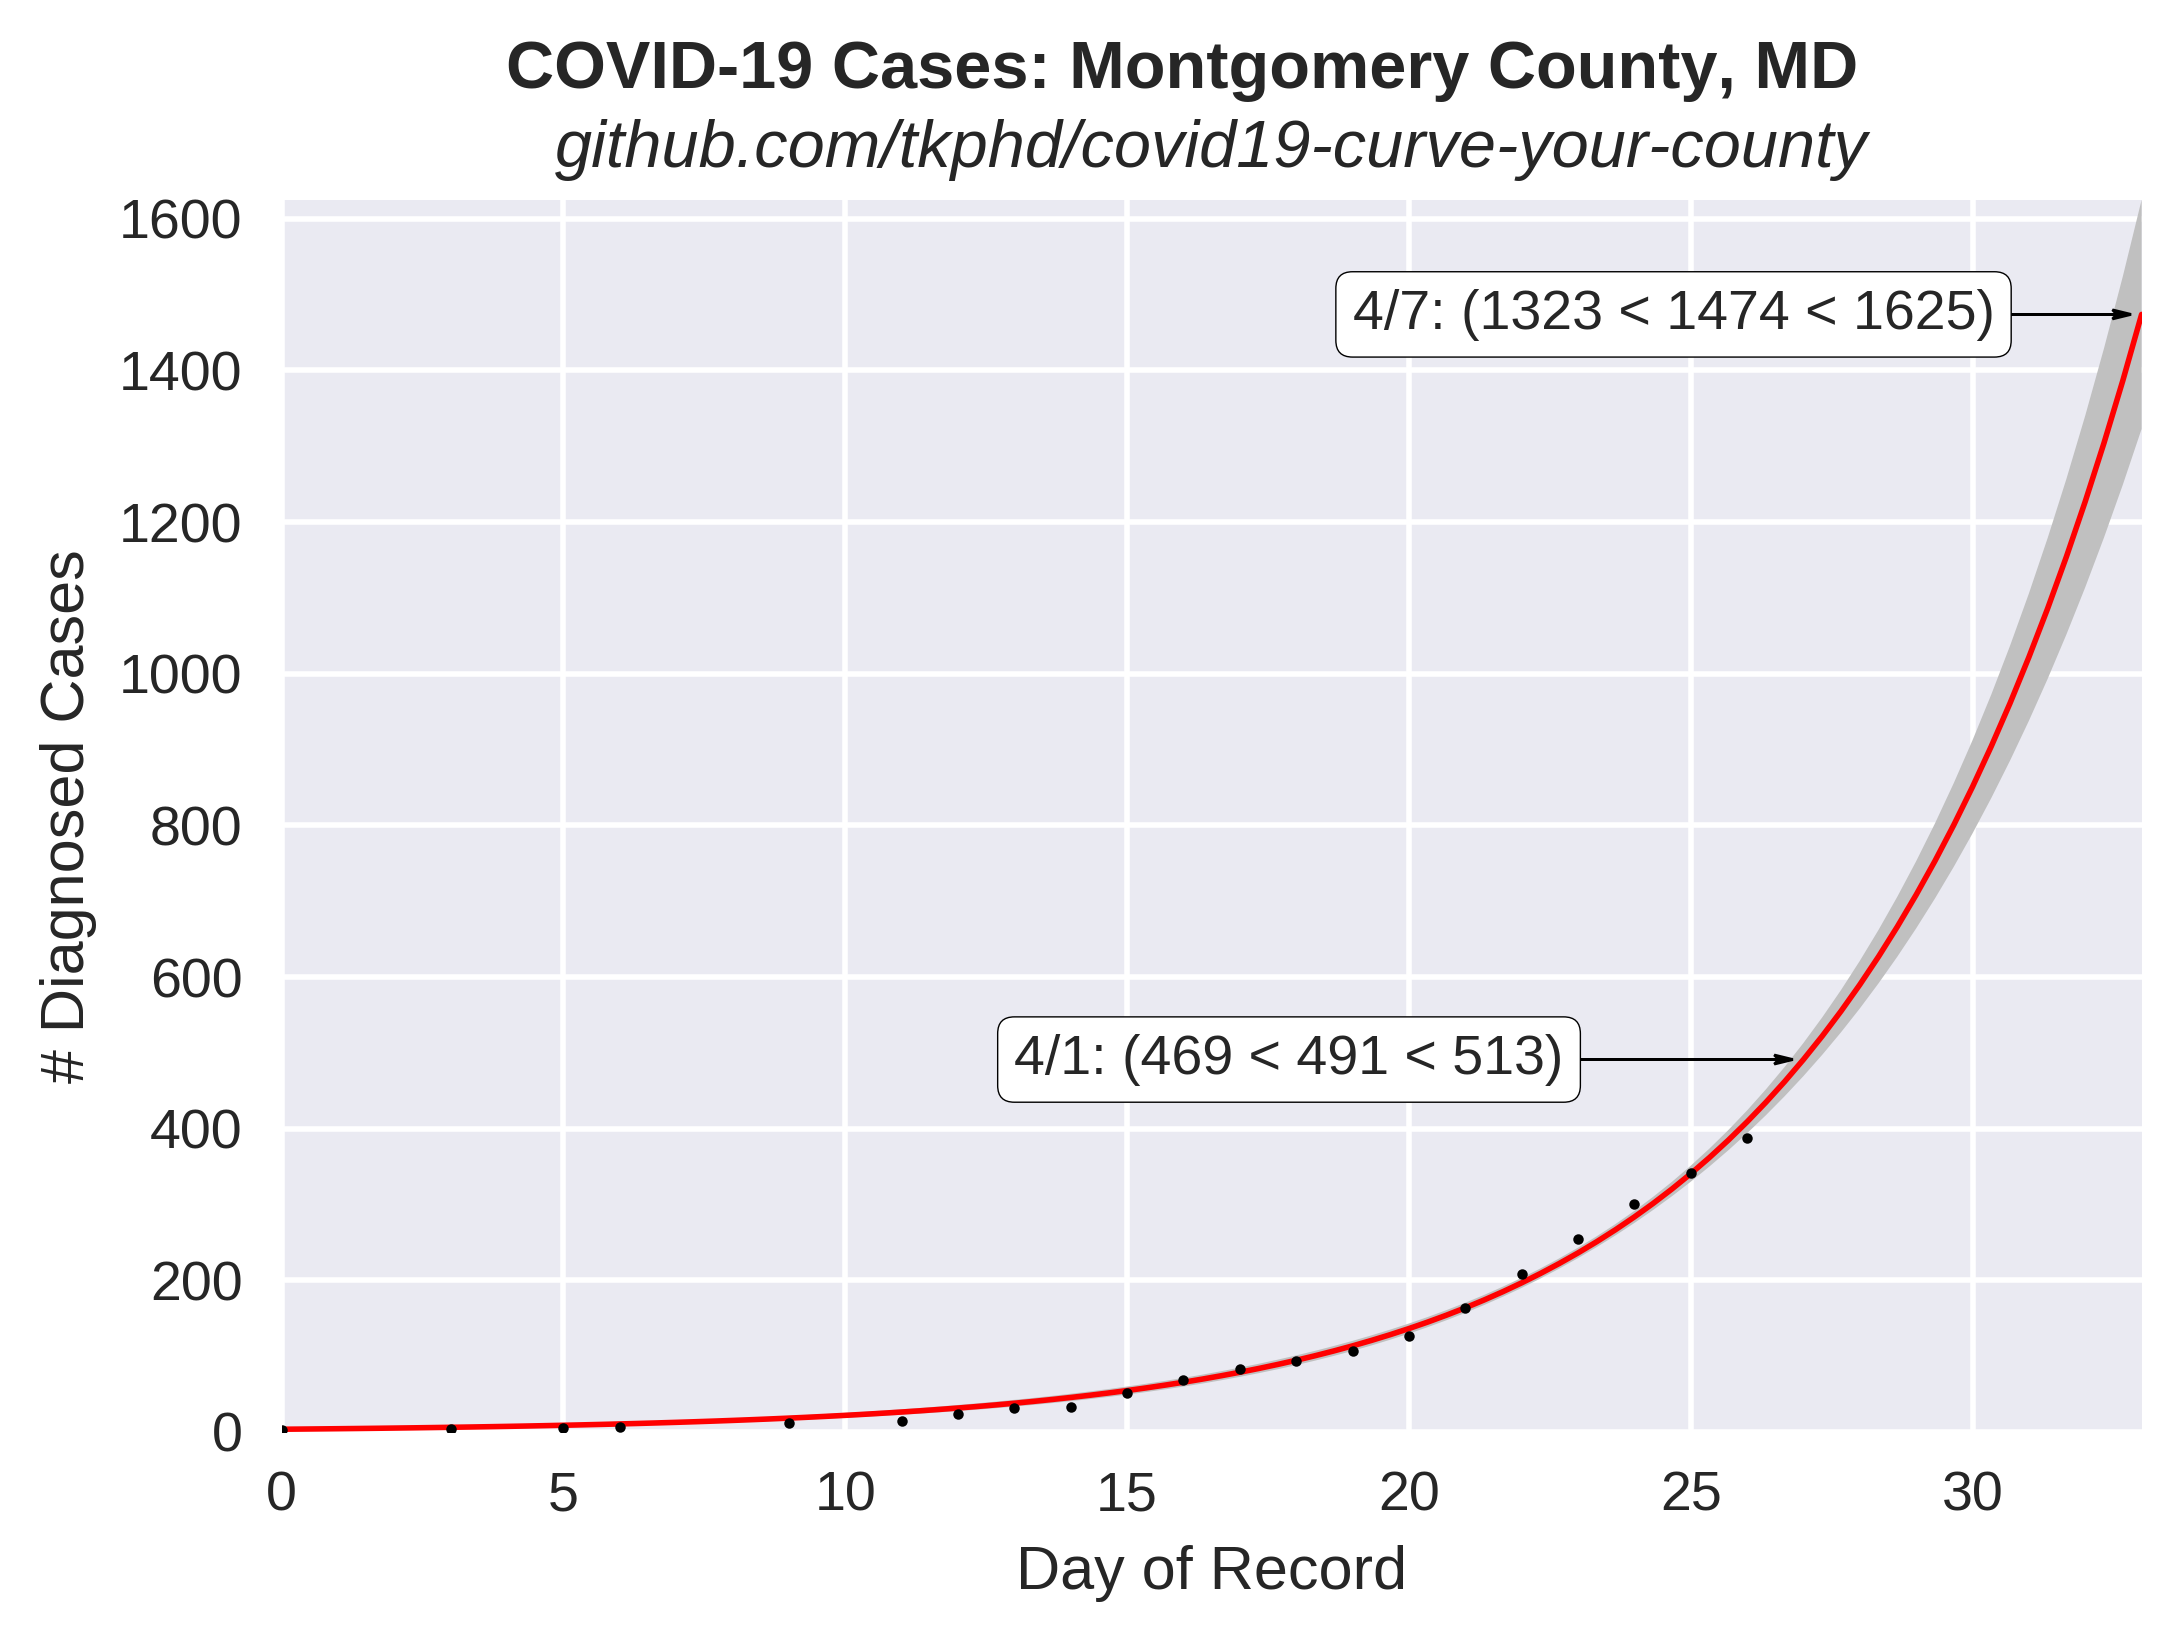 COVID-19 Cases: Montgomery County, MD
github.com/tkphd/covid19-curve-your-county
1600
1400
1200
1000
800
600
400
200
0
# Diagnosed Cases
4/7: (1323 < 1474 < 1625)
4/1: (469 < 491 < 513)
0 5 10 15 20 25 30
Day of Record